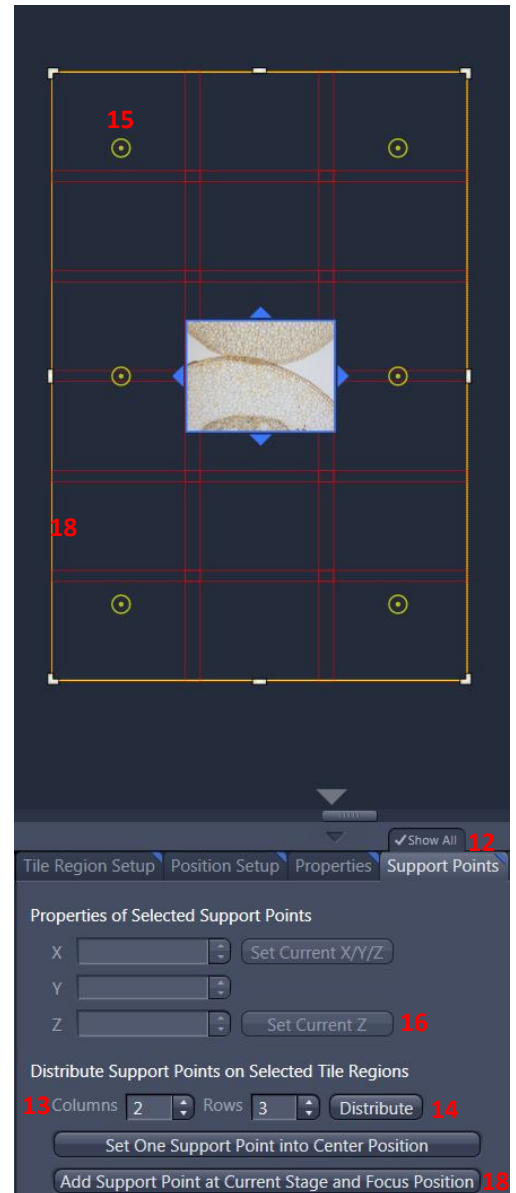 15
18
✓Show All 12
Tile Region Setup Position Setup Properties Support Points
Properties of Selected Support Points
X Set Current X/Y/Z
Y
Z Set Current Z 16
Distribute Support Points on Selected Tile Regions
13 Columns 2 Rows 3 Distribute 14
Set One Support Point into Center Position
Add Support Point at Current Stage and Focus Position 18